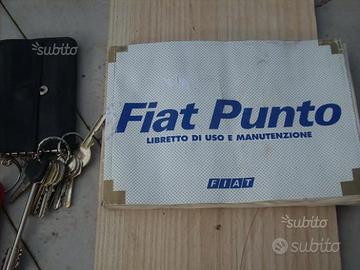 subito
Fiat Punto
LIBRETTO DI USO E MANUTENZIONE
FIAT
subito
subito